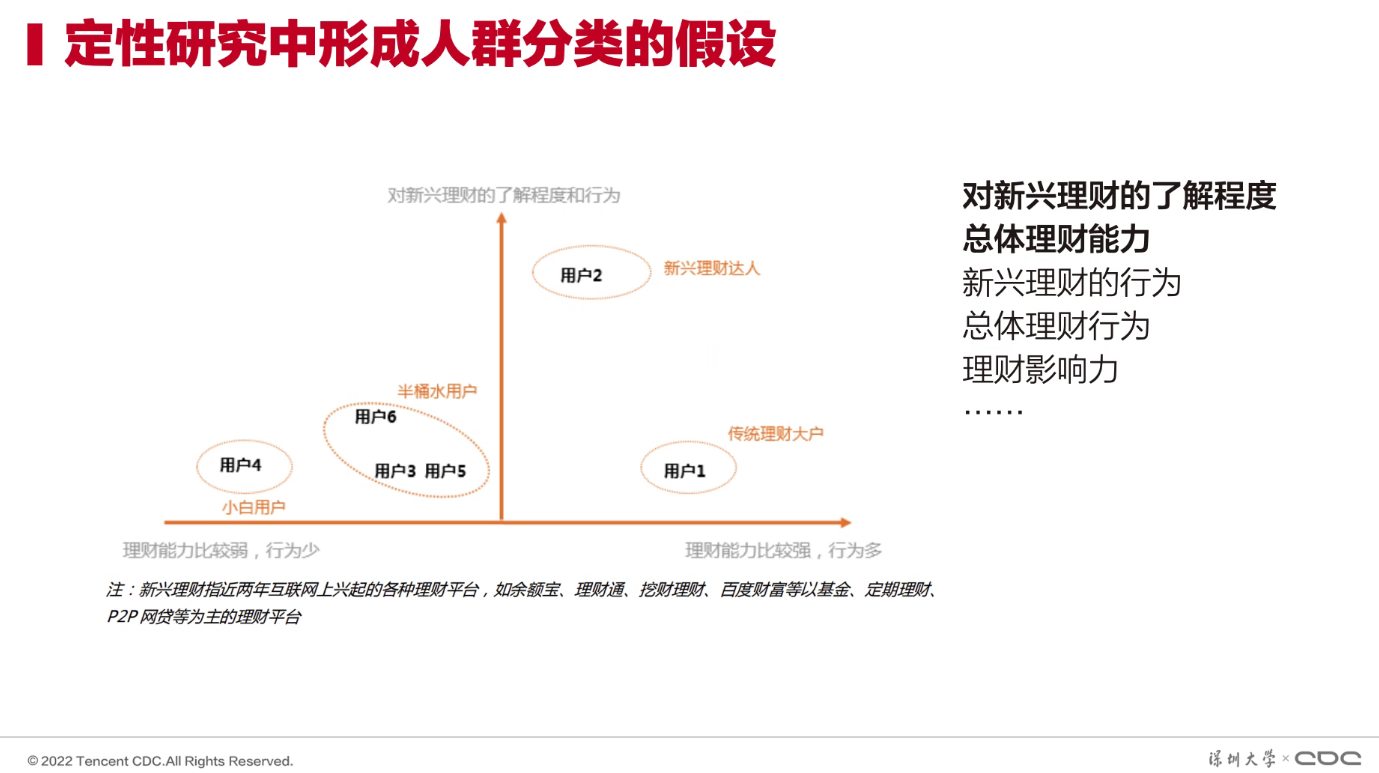 定性研究中形成人群分类的假设
对新兴理财的了解程度和行为
用户2
新兴理财达人
半桶水用户
用户6
用户3 用户5
用户4
小白用户
传统理财大户
用户1
理财能力比较弱，行为少
理财能力比较强，行为多
注：新兴理财指近两年互联网上兴起的各种理财平台，如余额宝、理财通、挖财理财、百度财富等以基金、定期理财、
P2P 网贷等为主的理财平台
对新兴理财的了解程度
总体理财能力
新兴理财的行为
总体理财行为
理财影响力
……
© 2022 Tencent CDC.All Rights Reserved.
深圳大学 × CDC